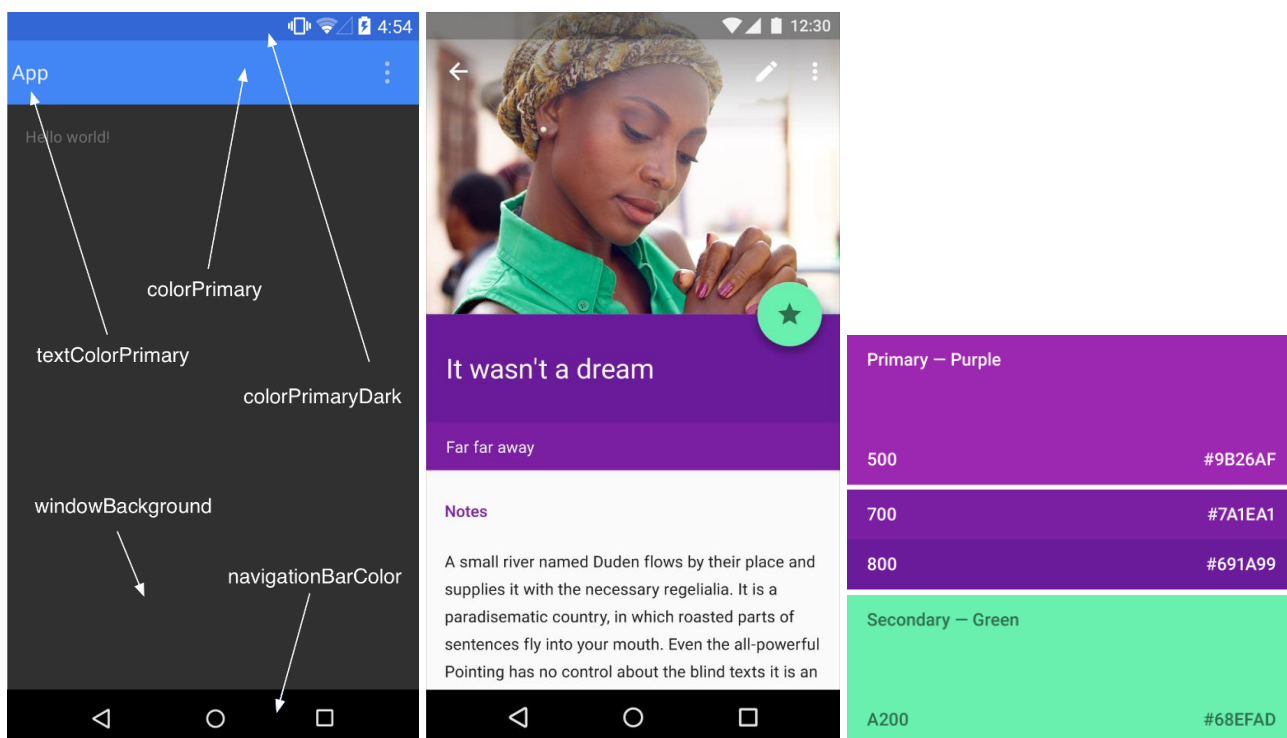 4:54
App
Hello world!
colorPrimary
textColorPrimary
colorPrimaryDark
windowBackground
navigationBarColor
12:30
It wasn't a dream
Far far away
Notes
A small river named Duden flows by their place and
supplies it with the necessary regelialia. It is a
paradisematic country, in which roasted parts of
sentences fly into your mouth. Even the all-powerful
Pointing has no control about the blind texts it is an
Primary — Purple
500 #9B26AF
700 #7A1EA1
800 #691A99
Secondary — Green
A200 #68EFAD